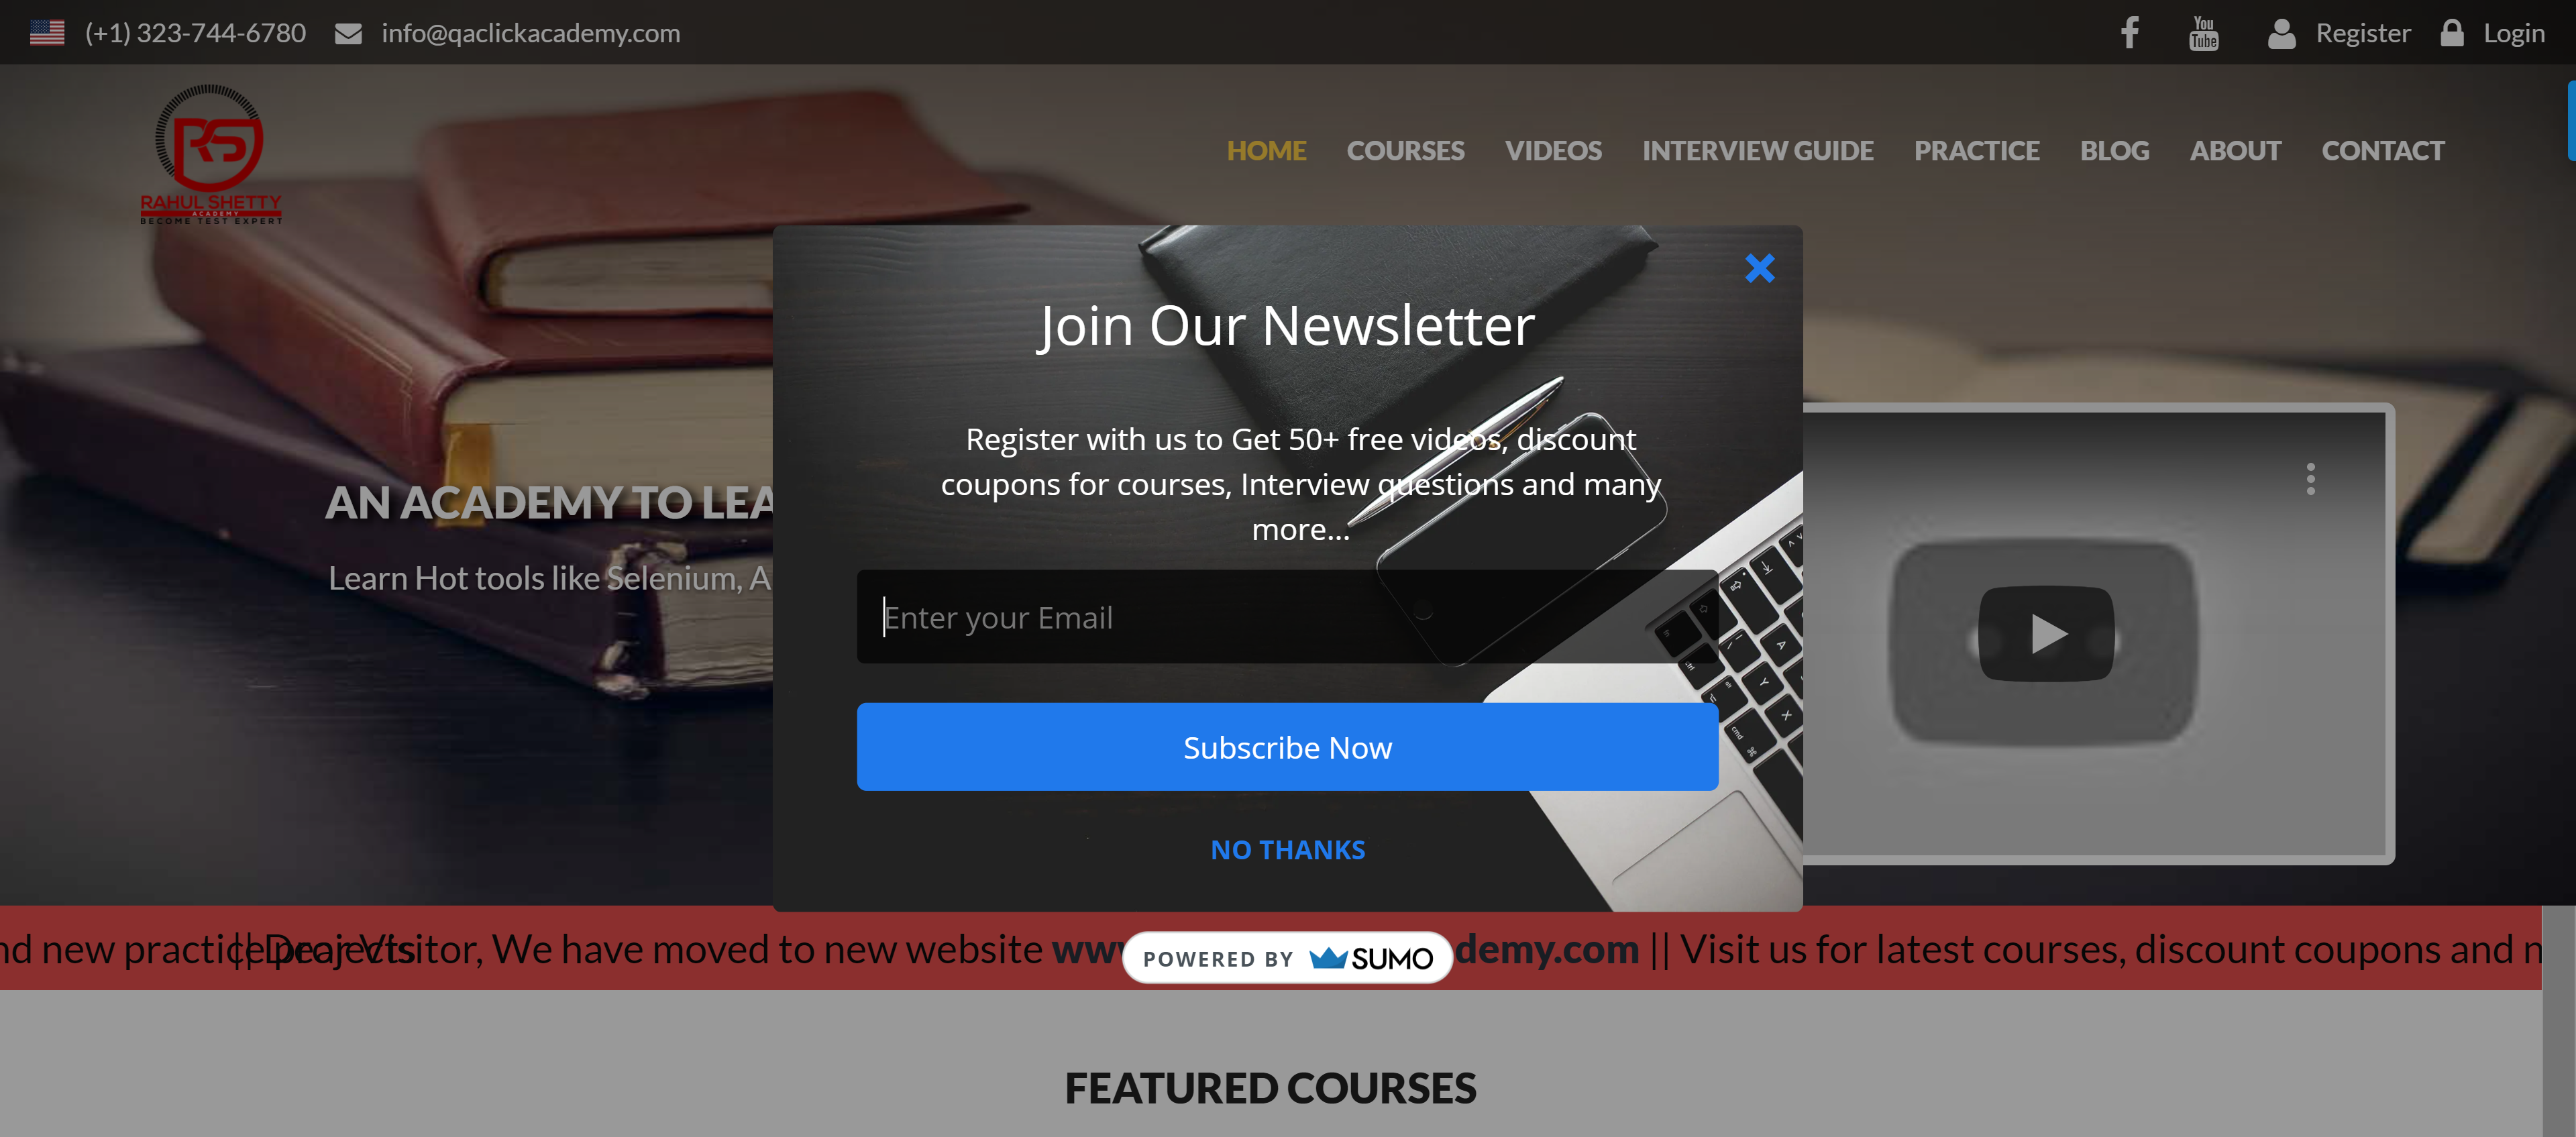 (+1) 323-744-6780 info@qaclickacademy.com
You
Tube
Register Login
RS
RAHUL SHETTY
ACADEMY
BECOME TEST EXPERT
HOME COURSES VIDEOS INTERVIEW GUIDE PRACTICE BLOG ABOUT CONTACT
Join Our Newsletter
Register with us to Get 50+ free videos, discount
coupons for courses, Interview questions and many
more...
AN ACADEMY TO LEA
Learn Hot tools like Selenium, A
Enter your Email
Subscribe Now
NO THANKS
nd new practice projects
|| Dear Visitor, We have moved to new website www demy.com || Visit us for latest courses, discount coupons and n
POWERED BY SUMO
FEATURED COURSES